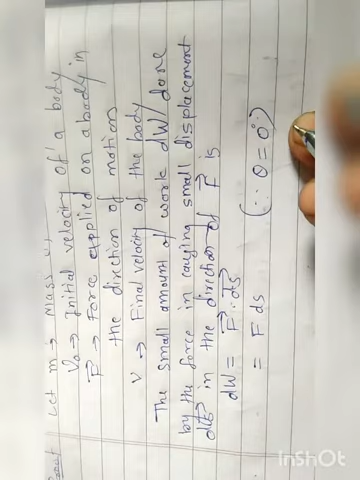 Let m → Mass of
V₀ → Initial velocity of a body
F⃗ → Force applied on a body in
the direction of motion
V → Final velocity of the body
The small amount of work dW done
by the force in causing small displacement
ds⃗ in the direction of F⃗ is
dW = F⃗ · ds⃗
= F ds (∵ θ = 0°)
InShOt